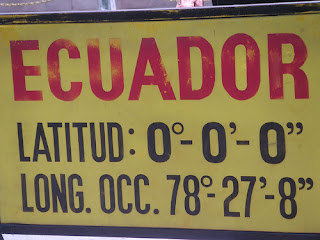 ECUADOR
LATITUD: 0°-0'-0"
LONG. OCC. 78°-27'-8"